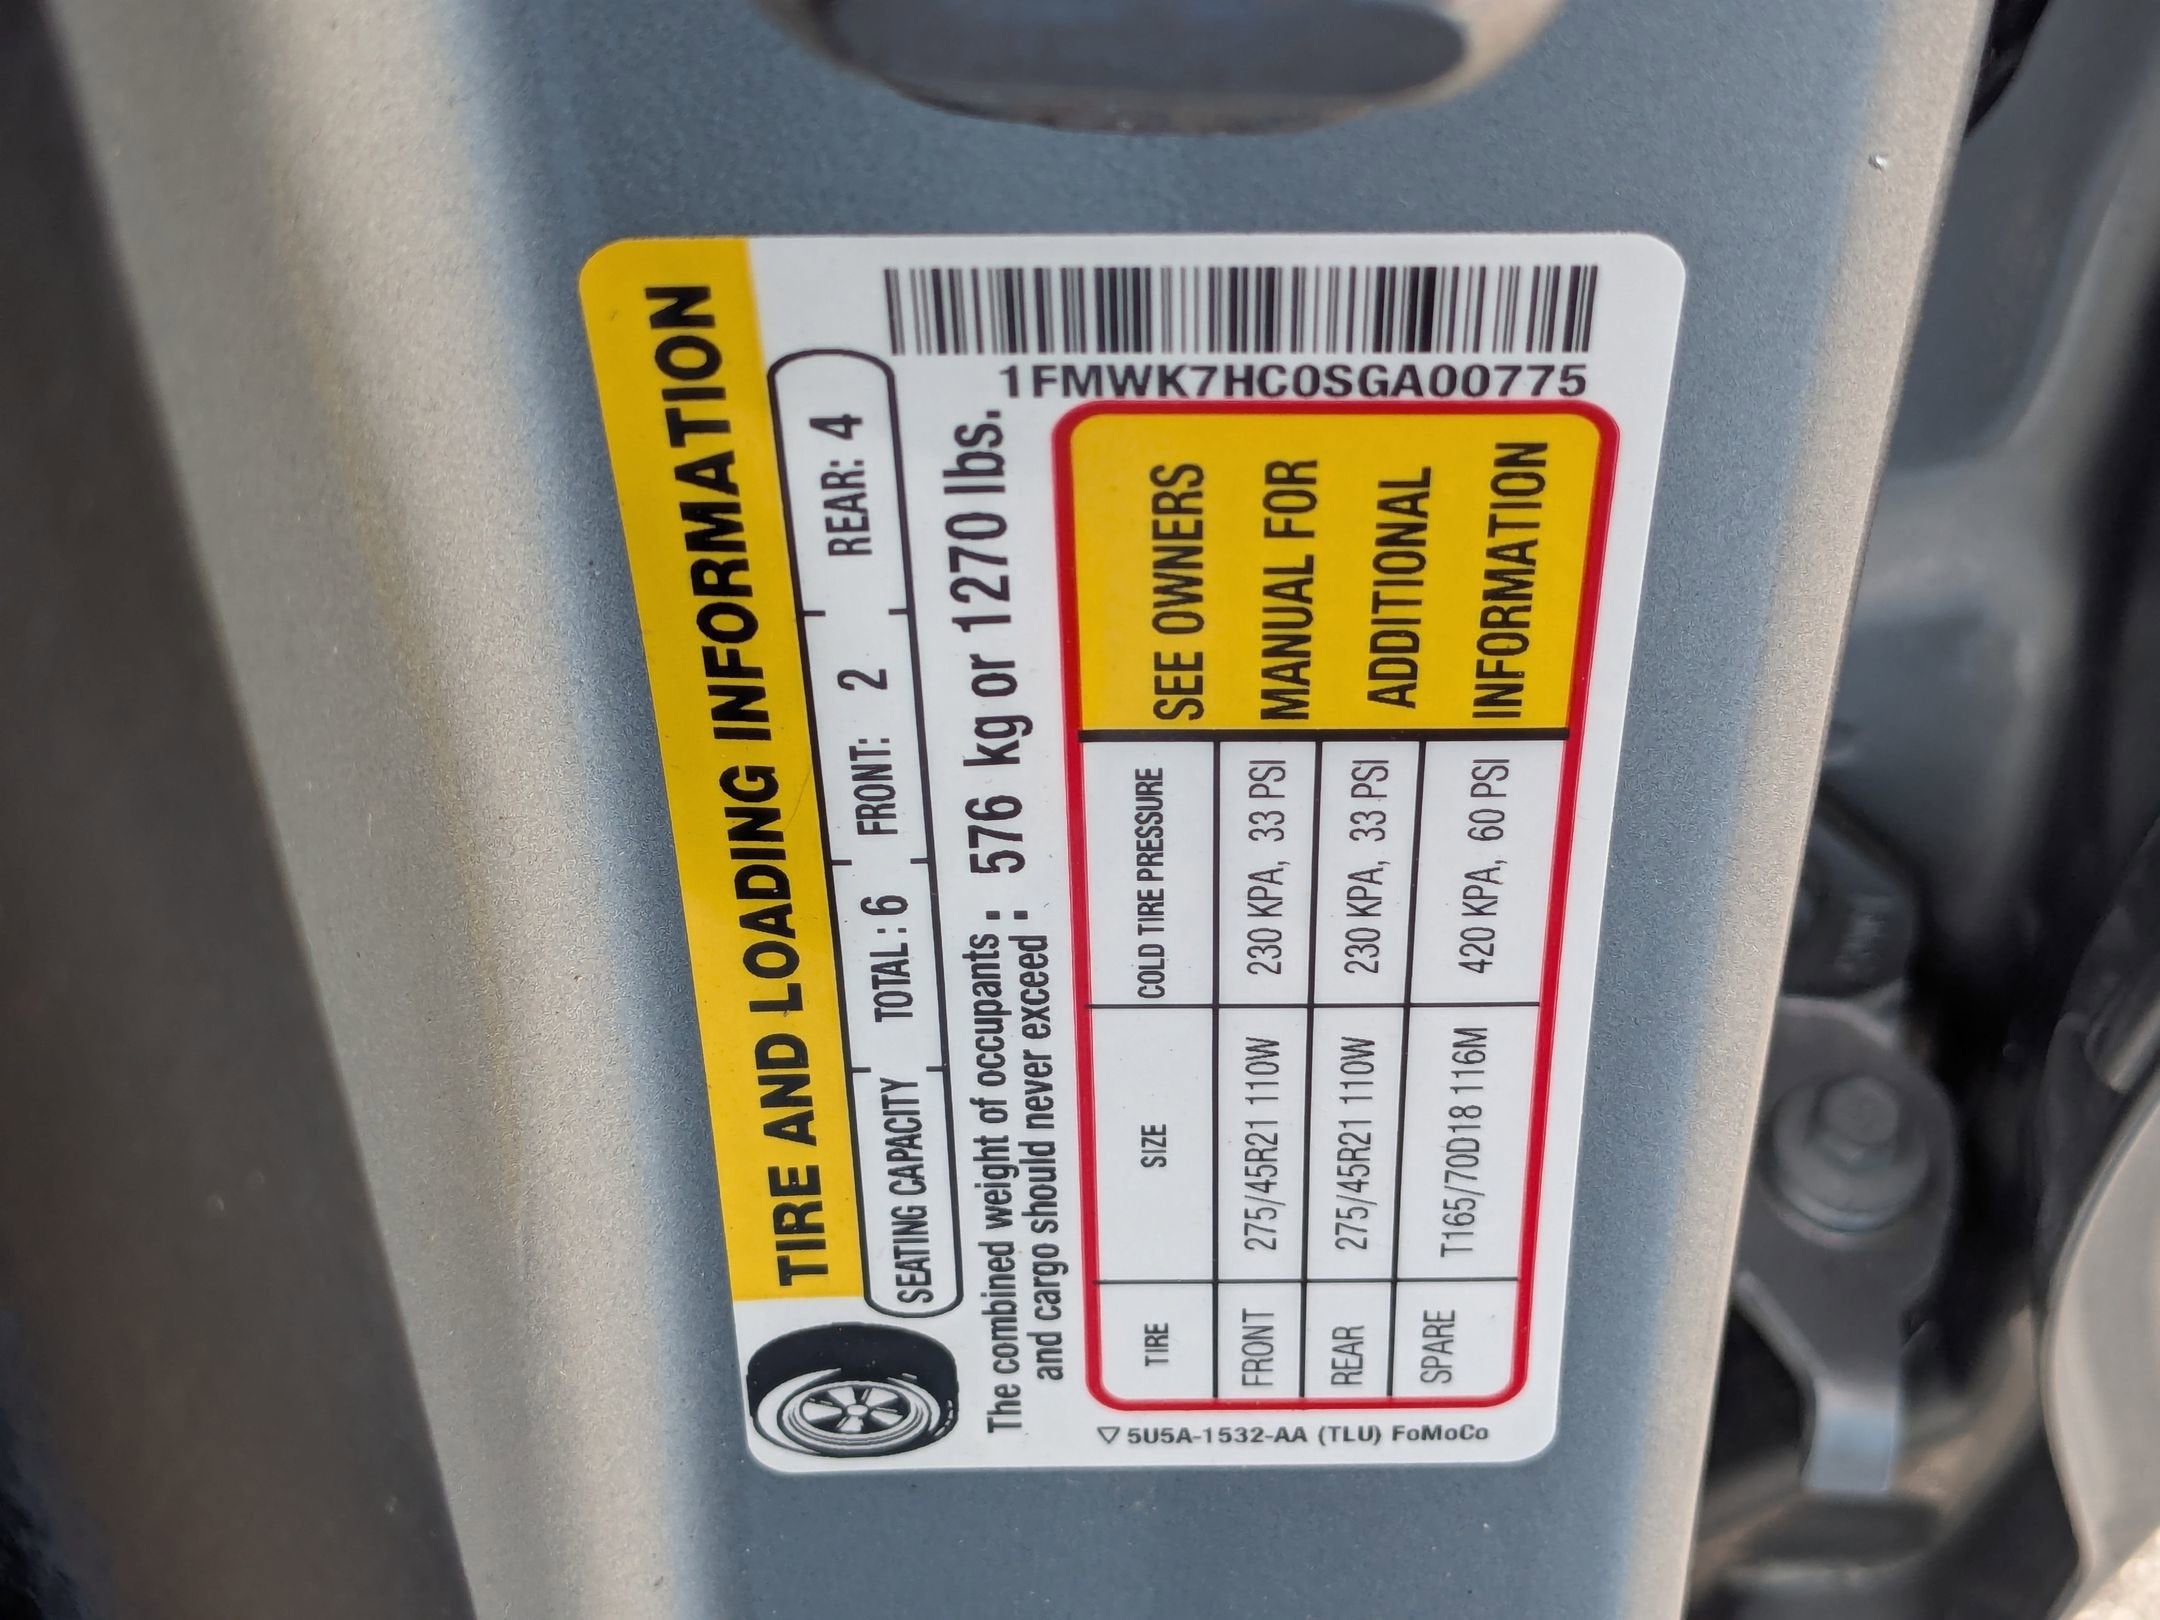 TIRE AND LOADING INFORMATION
SEATING CAPACITY TOTAL: 6 FRONT: 2 REAR: 4
The combined weight of occupants : 576 kg or 1270 lbs.
and cargo should never exceed :
1FMWK7HC0SGA00775
TIRE SIZE COLD TIRE PRESSURE
FRONT 275/45R21 110W 230 KPA, 33 PSI
REAR 275/45R21 110W 230 KPA, 33 PSI
SPARE T165/70D18 116M 420 KPA, 60 PSI
SEE OWNERS
MANUAL FOR
ADDITIONAL
INFORMATION
5U5A-1532-AA (TLU) FoMoCo